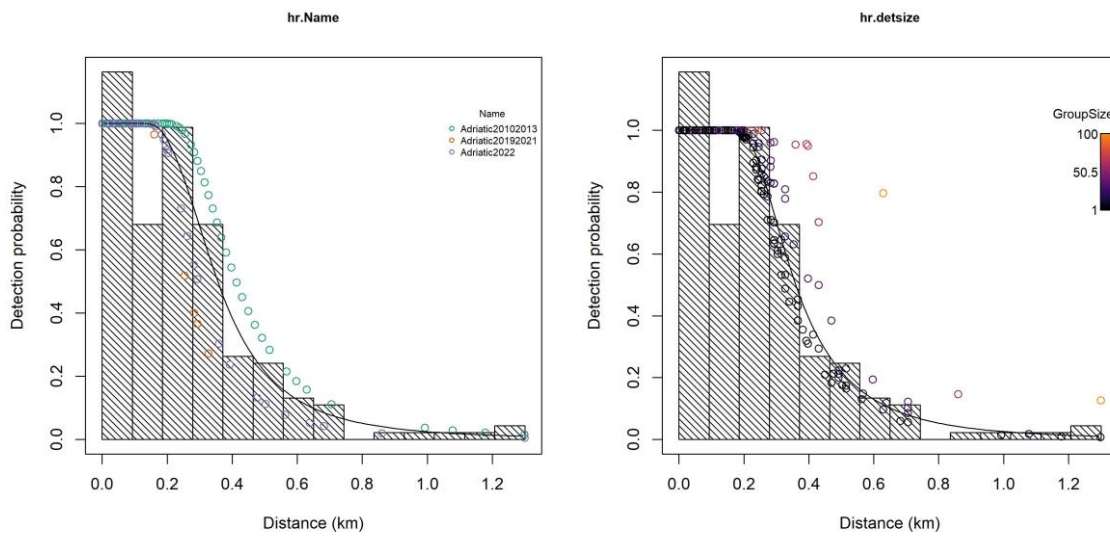 hr.Name
Detection probability
1.0
0.8
0.6
0.4
0.2
0.0
Name
Adriatic20102013
Adriatic20192021
Adriatic2022
0.0 0.2 0.4 0.6 0.8 1.0 1.2
Distance (km)
hr.detsize
Detection probability
1.0
0.8
0.6
0.4
0.2
0.0
GroupSize
100
50.5
1
0.0 0.2 0.4 0.6 0.8 1.0 1.2
Distance (km)